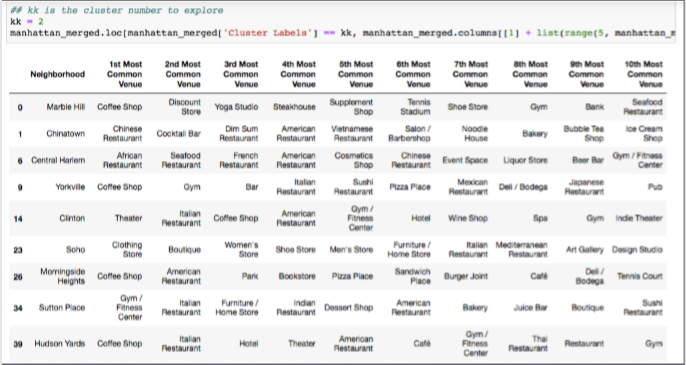 ## kk is the cluster number to explore
kk = 2
manhattan_merged.loc[manhattan_merged['Cluster Labels'] == kk, manhattan_merged.columns[[1] + list(range(5, manhattan_m
Neighborhood 1st Most Common Venue 2nd Most Common Venue 3rd Most Common Venue 4th Most Common Venue 5th Most Common Venue 6th Most Common Venue 7th Most Common Venue 8th Most Common Venue 9th Most Common Venue 10th Most Common Venue
0 Marble Hill Coffee Shop Discount Store Yoga Studio Steakhouse Supplement Shop Tennis Stadium Shoe Store Gym Bank Seafood Restaurant
1 Chinatown Chinese Restaurant Cocktail Bar Dim Sum Restaurant American Restaurant Vietnamese Restaurant Salon / Barbershop Noodle House Bakery Bubble Tea Shop Ice Cream Shop
6 Central Harlem African Restaurant Seafood Restaurant French Restaurant American Restaurant Cosmetics Shop Chinese Restaurant Event Space Liquor Store Beer Bar Gym / Fitness Center
9 Yorkville Coffee Shop Gym Bar Italian Restaurant Sushi Restaurant Pizza Place Mexican Restaurant Deli / Bodega Japanese Restaurant Pub
14 Clinton Theater Italian Restaurant Coffee Shop American Restaurant Gym / Fitness Center Hotel Wine Shop Spa Gym Indie Theater
23 Soho Clothing Store Boutique Women's Store Shoe Store Men's Store Furniture / Home Store Italian Restaurant Mediterranean Restaurant Art Gallery Design Studio
26 Morningside Heights Coffee Shop American Restaurant Park Bookstore Pizza Place Sandwich Place Burger Joint Café Deli / Bodega Tennis Court
34 Sutton Place Gym / Fitness Center Italian Restaurant Furniture / Home Store Indian Restaurant Dessert Shop American Restaurant Bakery Juice Bar Boutique Sushi Restaurant
39 Hudson Yards Coffee Shop Italian Restaurant Hotel Theater American Restaurant Café Gym / Fitness Center Thai Restaurant Restaurant Gym